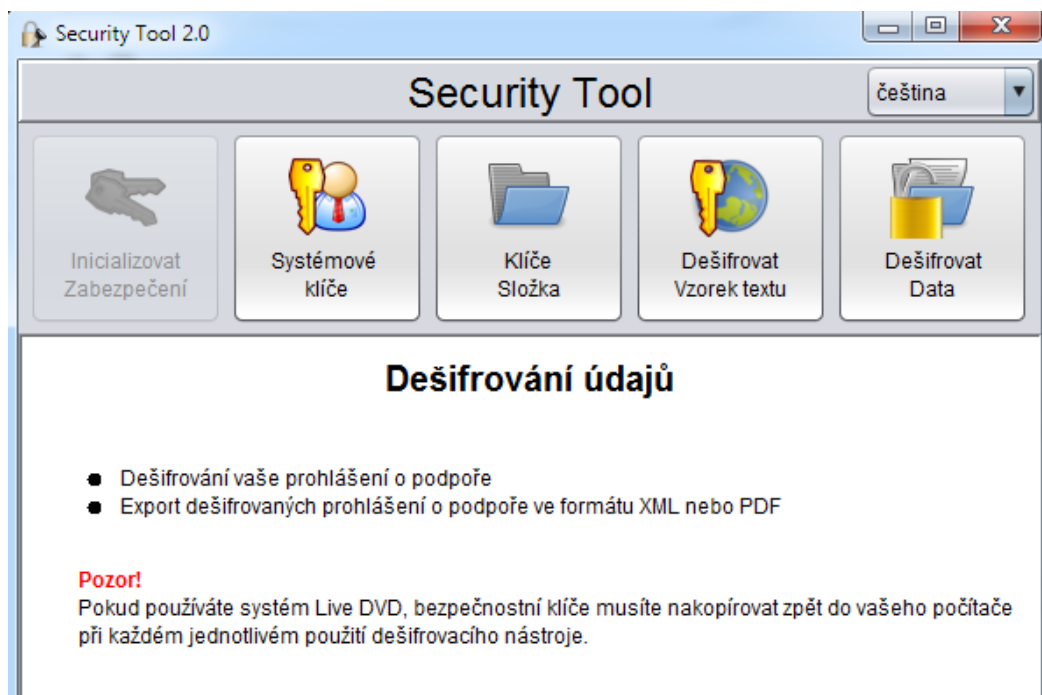 Security Tool 2.0
Security Tool
čeština
Inicializovat
Zabezpečení
Systémové
klíče
Klíče
Složka
Dešifrovat
Vzorek textu
Dešifrovat
Data
Dešifrování údajů
Dešifrování vaše prohlášení o podpoře
Export dešifrovaných prohlášení o podpoře ve formátu XML nebo PDF
Pozor!
Pokud používáte systém Live DVD, bezpečnostní klíče musíte nakopírovat zpět do vašeho počítače
při každém jednotlivém použití dešifrovacího nástroje.